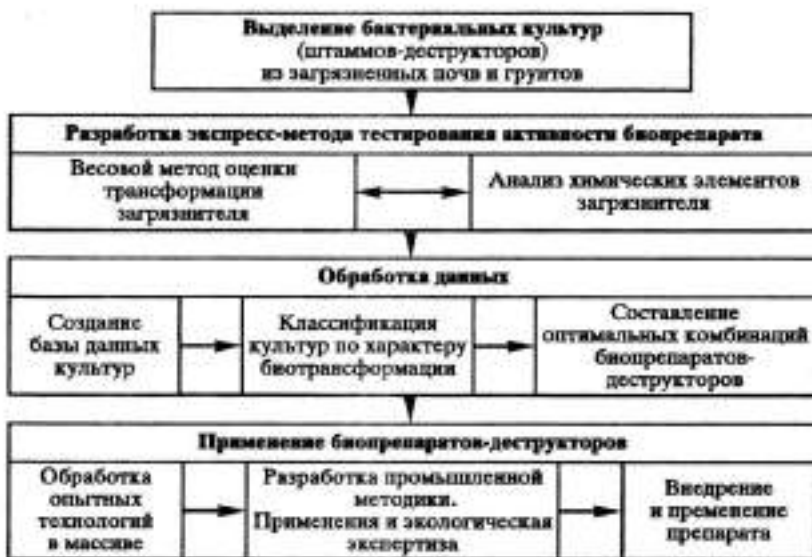 Выделение бактериальных культур
(штаммов-деструкторов)
из загрязненных почв и грунтов
Разработка экспресс-метода тестирования активности биопрепарата
Весовой метод оценки
трансформации
загрязнителя
Анализ химических элементов
загрязнителя
Обработка данных
Создание
базы данных
культур
Классификация
культур по характеру
биотрансформации
Составление
оптимальных комбинаций
биопрепаратов-
деструкторов
Применение биопрепаратов-деструкторов
Обработка
опытных
технологий
в массиве
Разработка промышленной
методики.
Применения и экологическая
экспертиза
Внедрение
и пременение
препарата